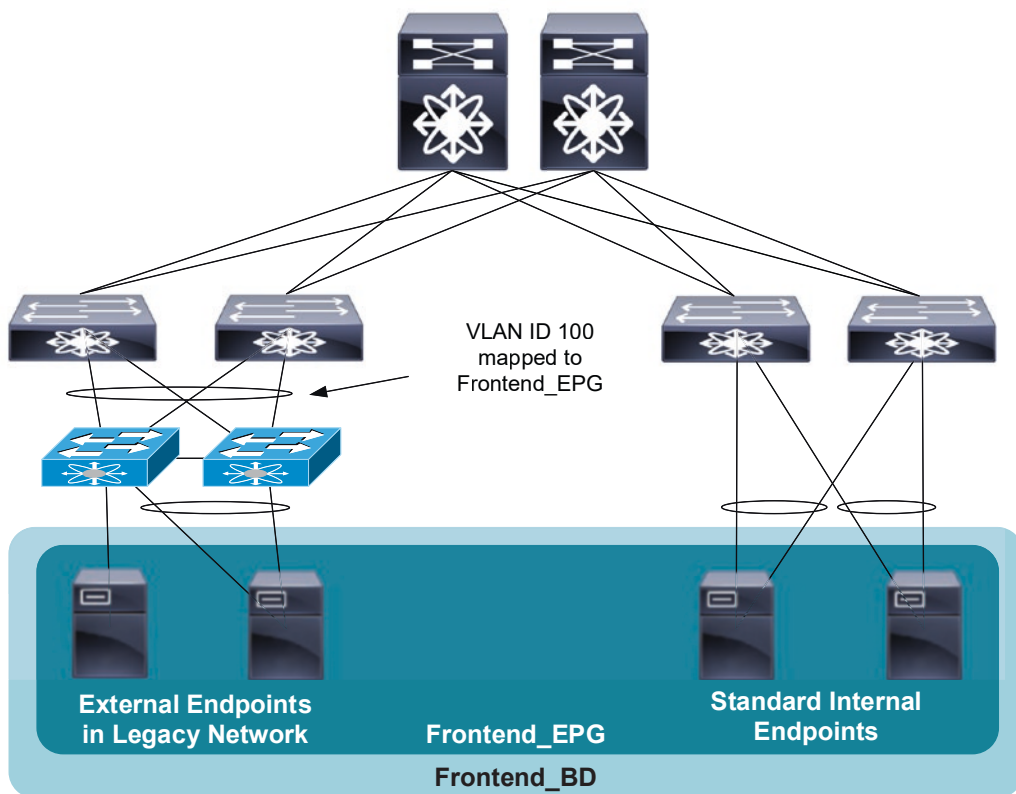 VLAN ID 100
mapped to
Frontend_EPG
External Endpoints
in Legacy Network
Frontend_EPG
Standard Internal
Endpoints
Frontend_BD